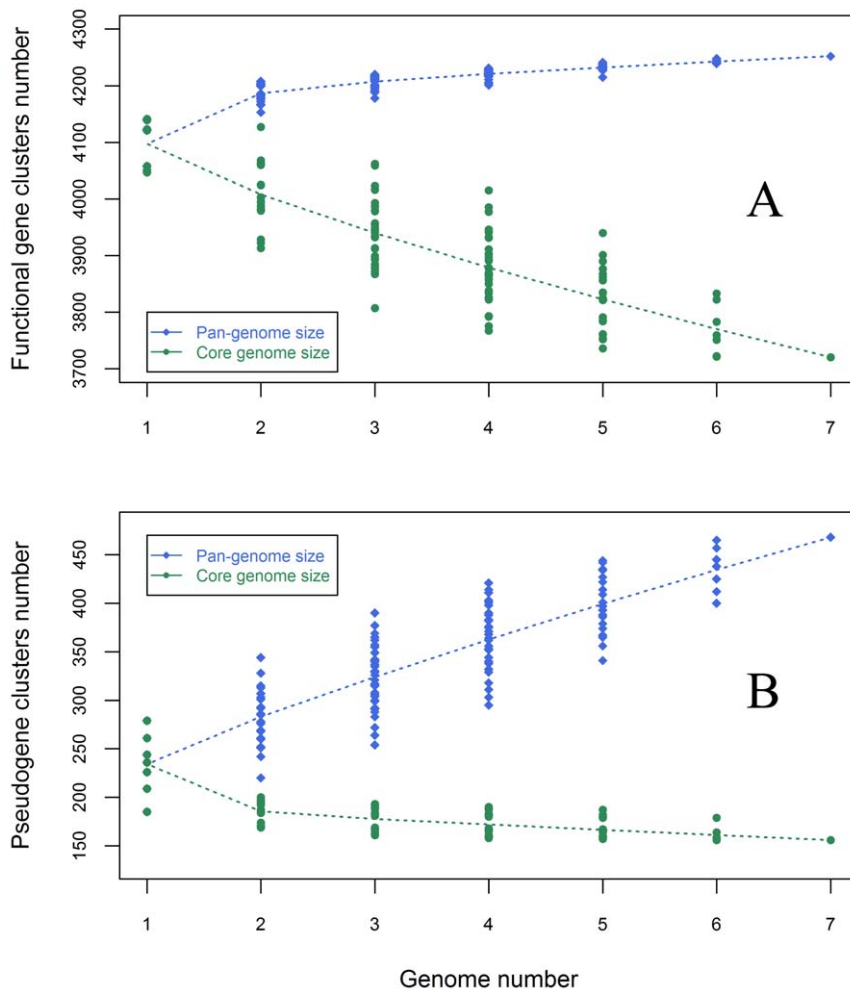 Functional gene clusters number
4300
4200
4100
4000
3900
3800
3700
A
Pan-genome size
Core genome size
1 2 3 4 5 6 7
Pseudogene clusters number
450
400
350
300
250
200
150
Pan-genome size
Core genome size
B
1 2 3 4 5 6 7
Genome number